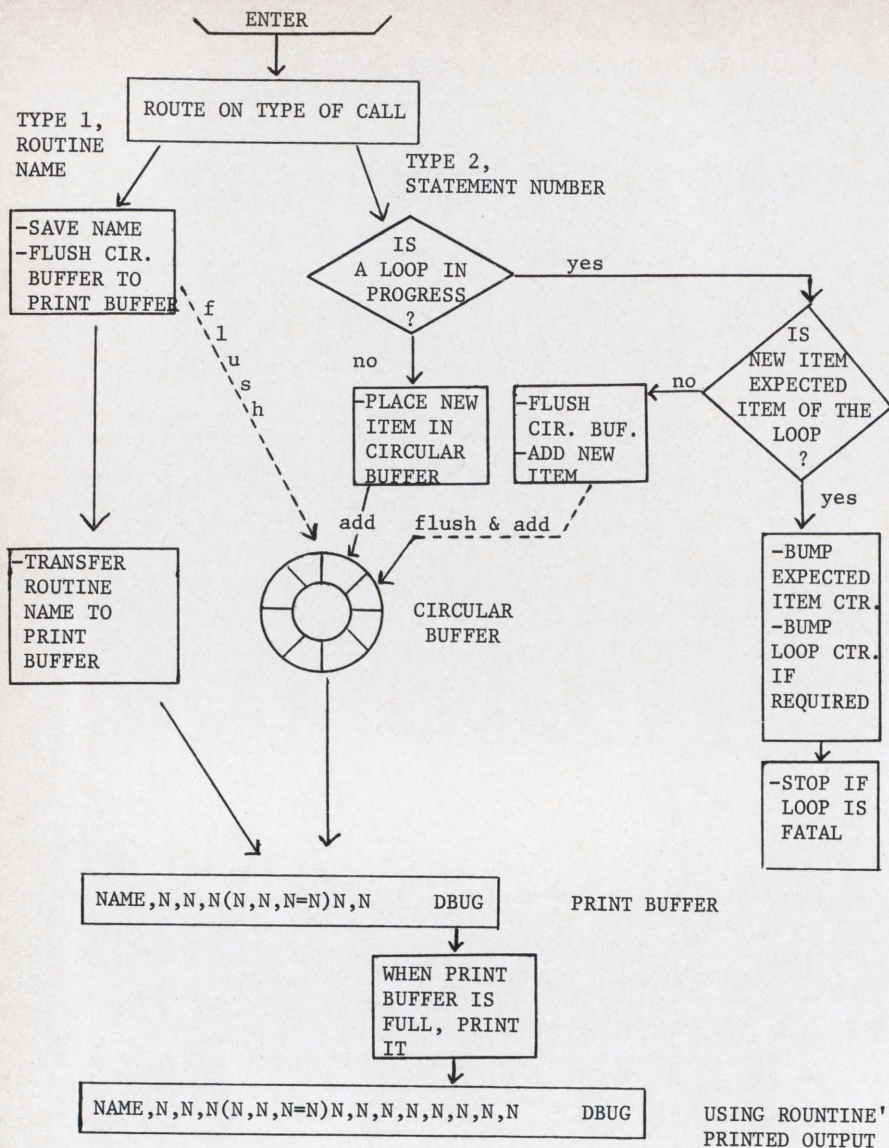 ENTER
ROUTE ON TYPE OF CALL
TYPE 1,
ROUTINE
NAME
TYPE 2,
STATEMENT NUMBER
-SAVE NAME
-FLUSH CIR.
BUFFER TO
PRINT BUFFER
flush
IS
A LOOP IN
PROGRESS
?
yes
no
IS
NEW ITEM
EXPECTED
ITEM OF THE
LOOP
?
no
yes
-PLACE NEW
ITEM IN
CIRCULAR
BUFFER
-FLUSH
CIR. BUF.
-ADD NEW
ITEM
add
flush & add
-TRANSFER
ROUTINE
NAME TO
PRINT
BUFFER
CIRCULAR
BUFFER
-BUMP
EXPECTED
ITEM CTR.
-BUMP
LOOP CTR.
IF
REQUIRED
-STOP IF
LOOP IS
FATAL
NAME,N,N,N(N,N,N=N)N,N DBUG
PRINT BUFFER
WHEN PRINT
BUFFER IS
FULL, PRINT
IT
NAME,N,N,N(N,N,N=N)N,N,N,N,N,N,N,N DBUG
USING ROUNTINE'
PRINTED OUTPUT